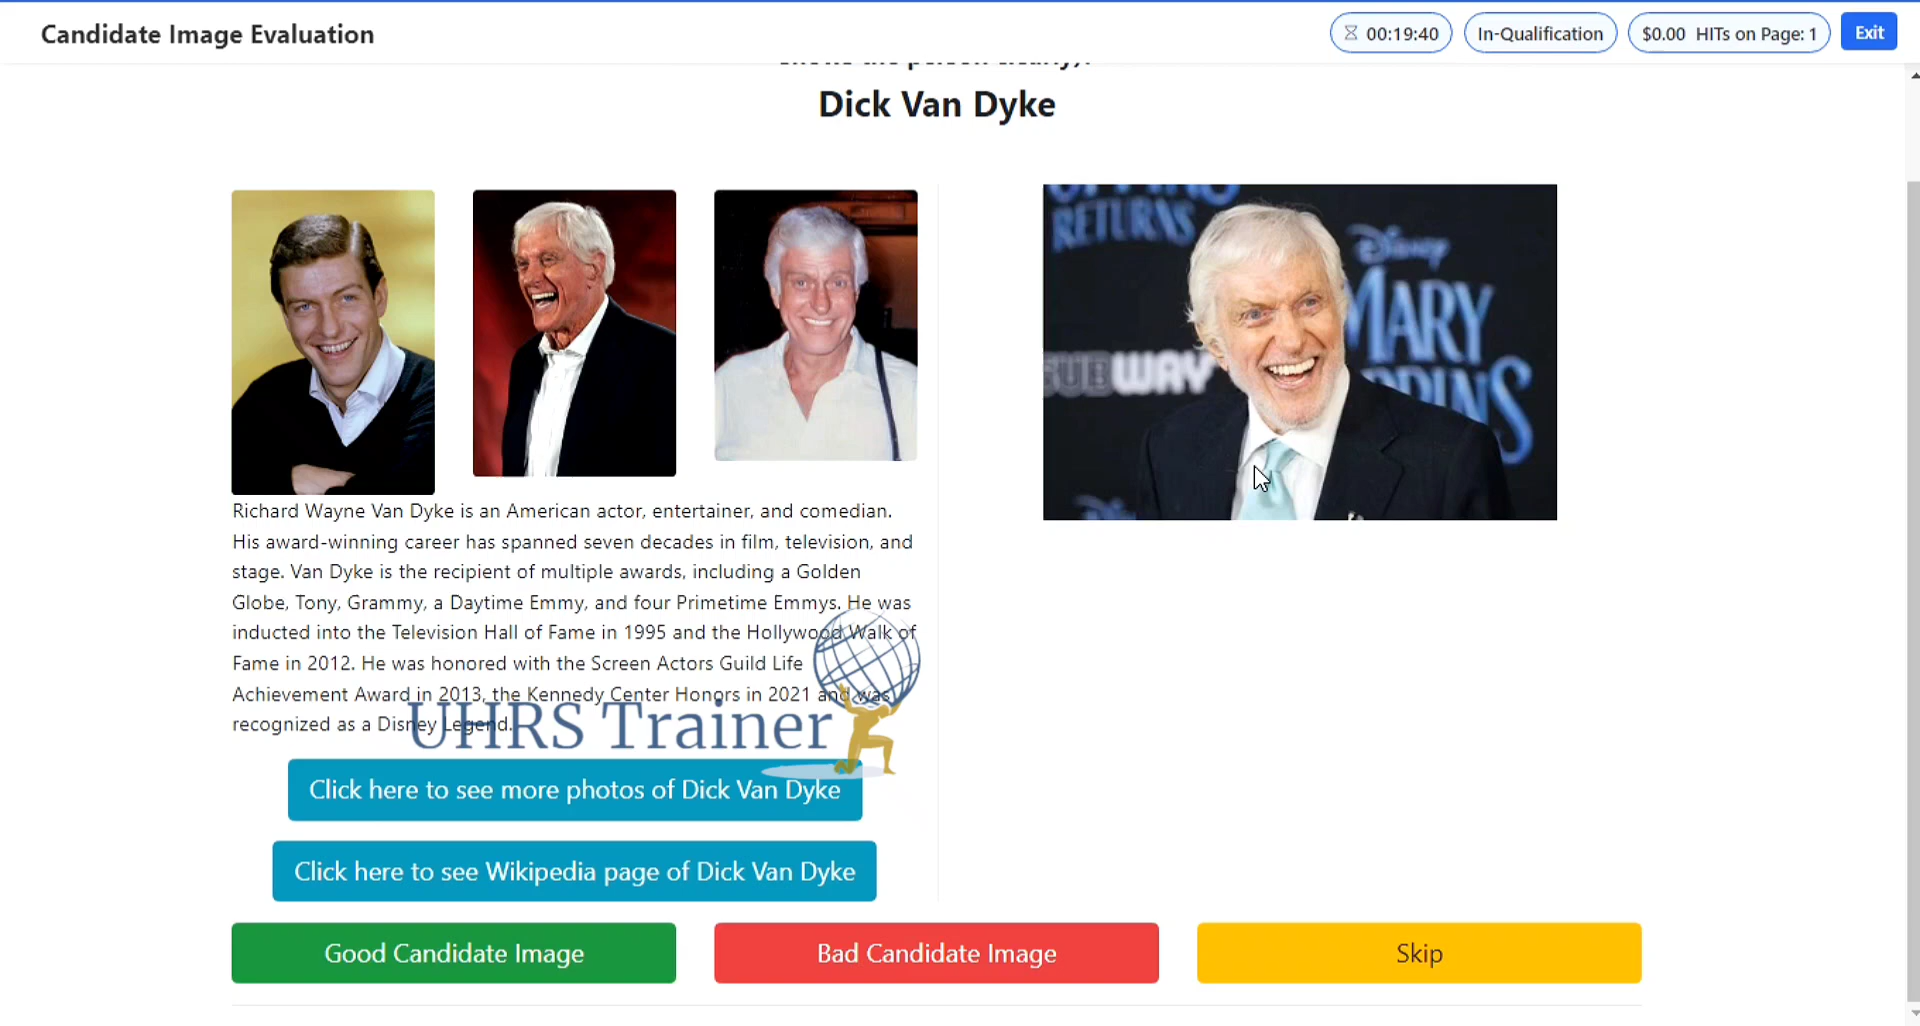 Candidate Image Evaluation
00:19:40
In-Qualification
$0.00 HITs on Page: 1
Exit
Dick Van Dyke
RETURNS
Disney
MARY
SUBWAY
Richard Wayne Van Dyke is an American actor, entertainer, and comedian.
His award-winning career has spanned seven decades in film, television, and
stage. Van Dyke is the recipient of multiple awards, including a Golden
Globe, Tony, Grammy, a Daytime Emmy, and four Primetime Emmys. He was
inducted into the Television Hall of Fame in 1995 and the Hollywood Walk of
Fame in 2012. He was honored with the Screen Actors Guild Life
Achievement Award in 2013, the Kennedy Center Honors in 2021 and was
recognized as a Disney Legend.
UHRS Trainer
Click here to see more photos of Dick Van Dyke
Click here to see Wikipedia page of Dick Van Dyke
Good Candidate Image
Bad Candidate Image
Skip